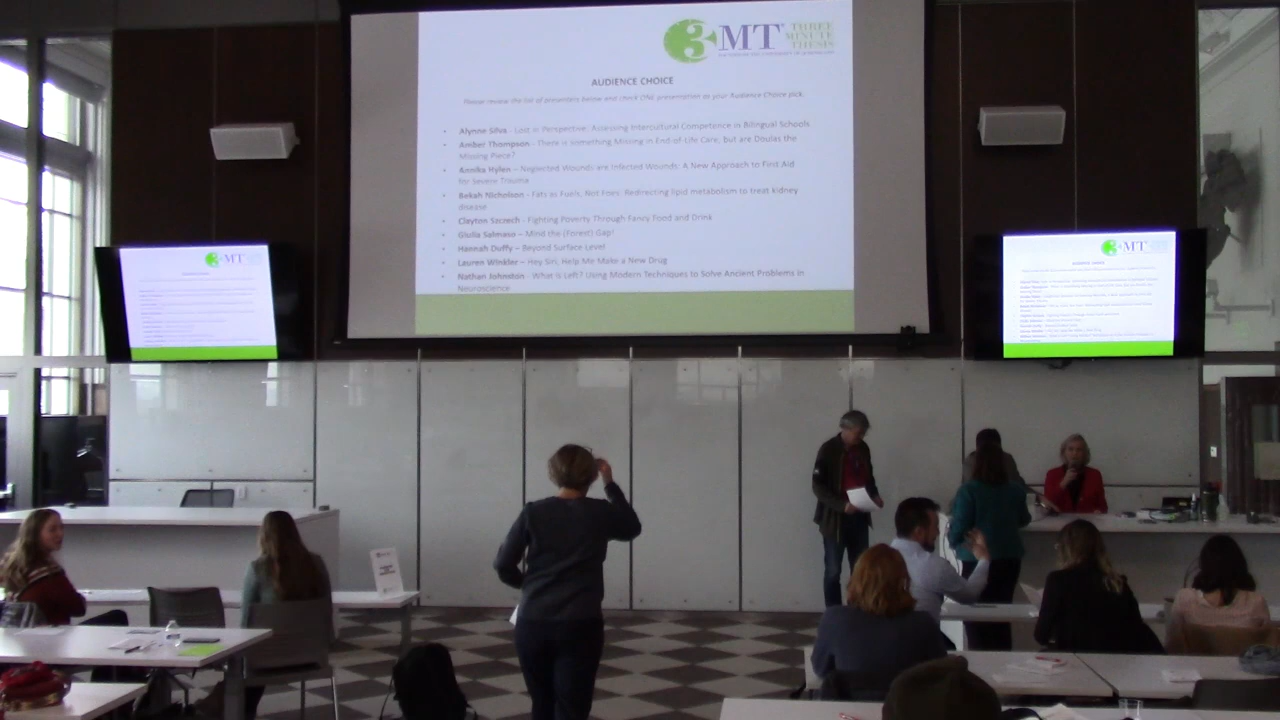 3MT® THREE
MINUTE
THESIS
AUDIENCE CHOICE
Please review the list of presenters below and check ONE presentation as your Audience Choice pick.
• Alynne Silva - Lost in Perspective: Assessing Intercultural Competence in Bilingual Schools
• Amber Thompson - There is something Missing in End-of-Life Care, but are Doulas the
Missing Piece?
• Annika Hylen – Neglected Wounds are Infected Wounds: A New Approach to First Aid
for Severe Trauma
• Bekah Nicholson - Fats as Fuels, Not Foes: Redirecting lipid metabolism to treat kidney
disease
• Clayton Szczech - Fighting Poverty Through Fancy Food and Drink
• Giulia Salmaso – Mind the (Forest) Gap!
• Hannah Duffy – Beyond Surface Level
• Lauren Winkler – Hey Siri: Help Me Make a New Drug
• Nathan Johnston - What is Left? Using Modern Techniques to Solve Ancient Problems in
Neuroscience
3MT
3MT